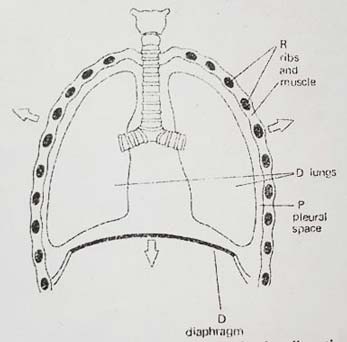 R
ribs
and
muscle
D lungs
P
pleural
space
D
diaphragm